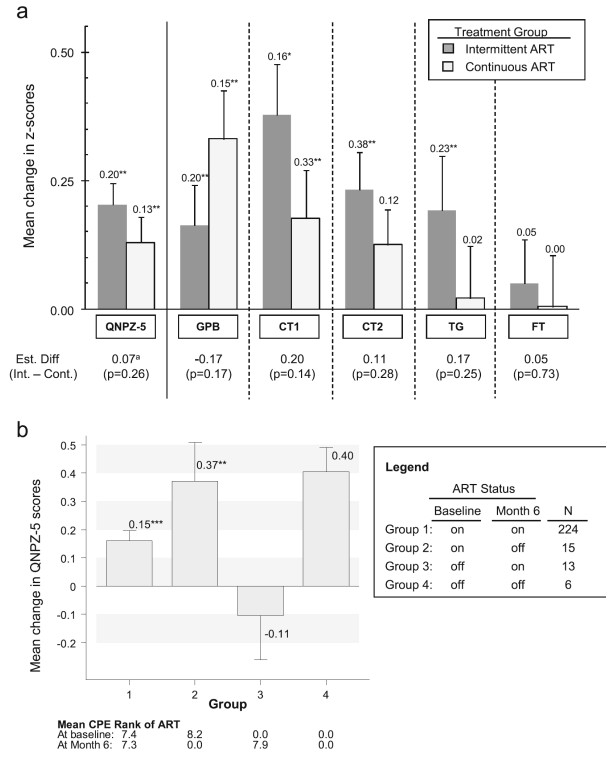 a
Treatment Group
Intermittent ART
Continuous ART
Mean change in z-scores
0.50
0.25
0.00
0.20**
0.13**
0.20**
0.15**
0.16*
0.33**
0.38**
0.12
0.23**
0.02
0.05
0.00
QNPZ-5 GPB CT1 CT2 TG FT
Est. Diff 0.07ª -0.17 0.20 0.11 0.17 0.05
(Int. – Cont.) (p=0.26) (p=0.17) (p=0.14) (p=0.28) (p=0.25) (p=0.73)
b
Mean change in QNPZ-5 scores
0.5
0.4
0.3
0.2
0.1
0
-0.1
-0.2
0.15***
0.37**
-0.11
0.40
1 2 3 4
Group
Legend
ART Status
Baseline Month 6 N
Group 1: on on 224
Group 2: on off 15
Group 3: off on 13
Group 4: off off 6
Mean CPE Rank of ART
At baseline: 7.4 8.2 0.0 0.0
At Month 6: 7.3 0.0 7.9 0.0